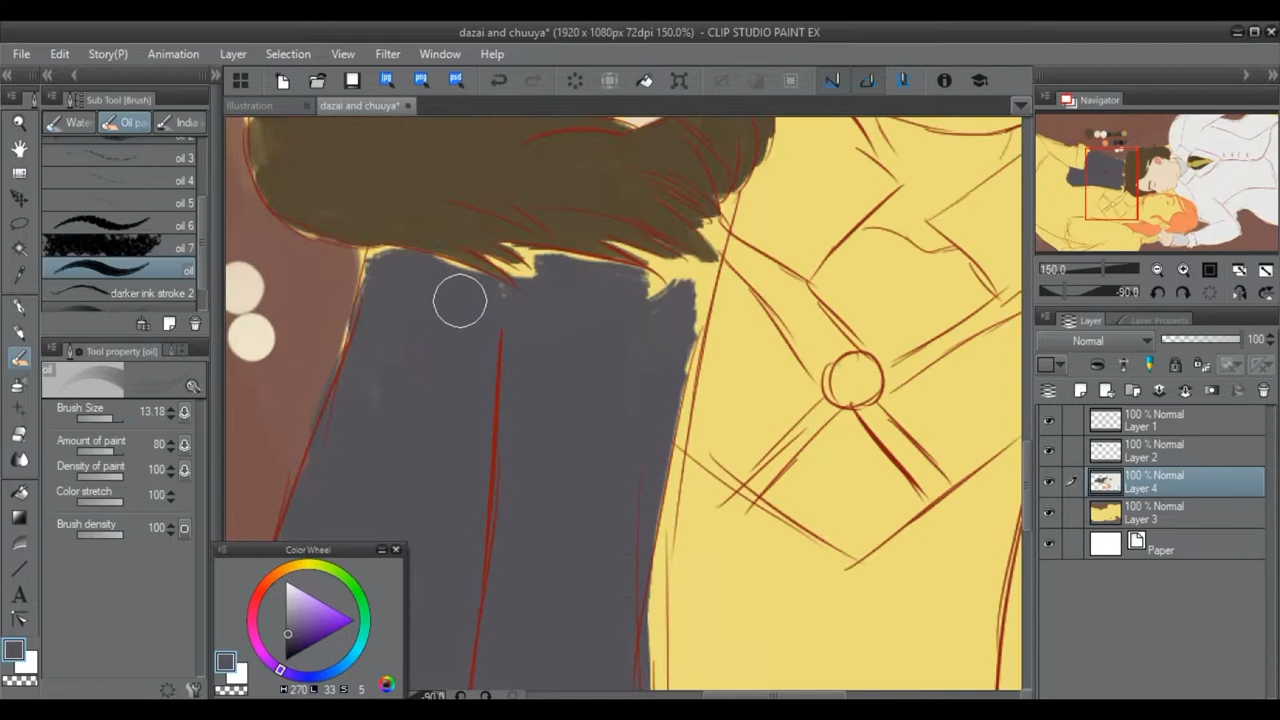 dazai and chuuya* (1920 x 1080px 72dpi 150.0%) - CLIP STUDIO PAINT EX
File Edit Story(P) Animation Layer Selection View Filter Window Help
jpg png psd
Sub Tool [Brush]
Illustration
dazai and chuuya*
Navigator
Water
Oil pa
India
oil 3
oil 4
oil 5
oil 6
oil 7
oil
darker ink stroke 2
150.0
-90.0
Layer
Layer Property
Normal
100
Tool property [oil]
oil
Brush Size 13.18
Amount of paint 80
Density of paint 100
Color stretch 100
Brush density 100
100 % Normal
Layer 1
100 % Normal
Layer 2
100 % Normal
Layer 4
100 % Normal
Layer 3
Paper
Color Wheel
H 270 L 33 S 5
-90.0
A